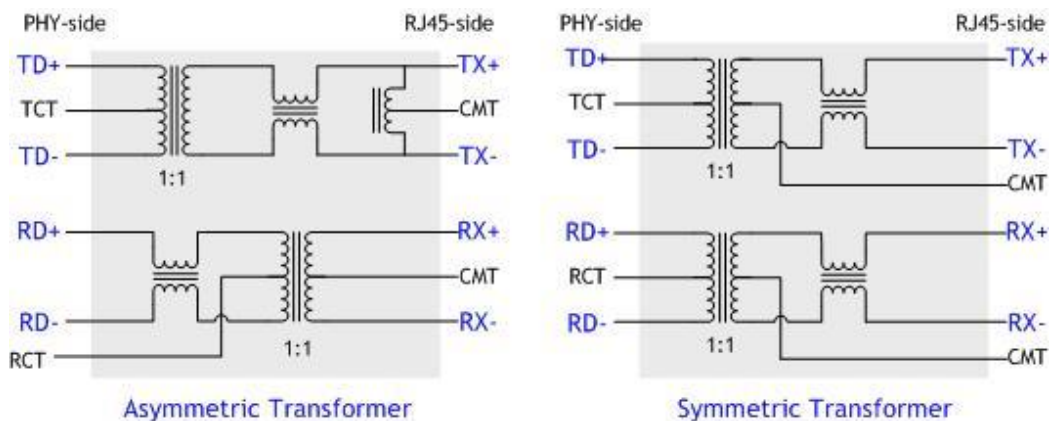 PHY-side RJ45-side
TD+ TX+
TCT CMT
TD- TX-
1:1
RD+ RX+
CMT
RD- RX-
RCT
1:1
Asymmetric Transformer
PHY-side RJ45-side
TD+ TX+
TCT
TD- TX-
1:1
CMT
RD+ RX+
RCT
RD- RX-
1:1
CMT
Symmetric Transformer